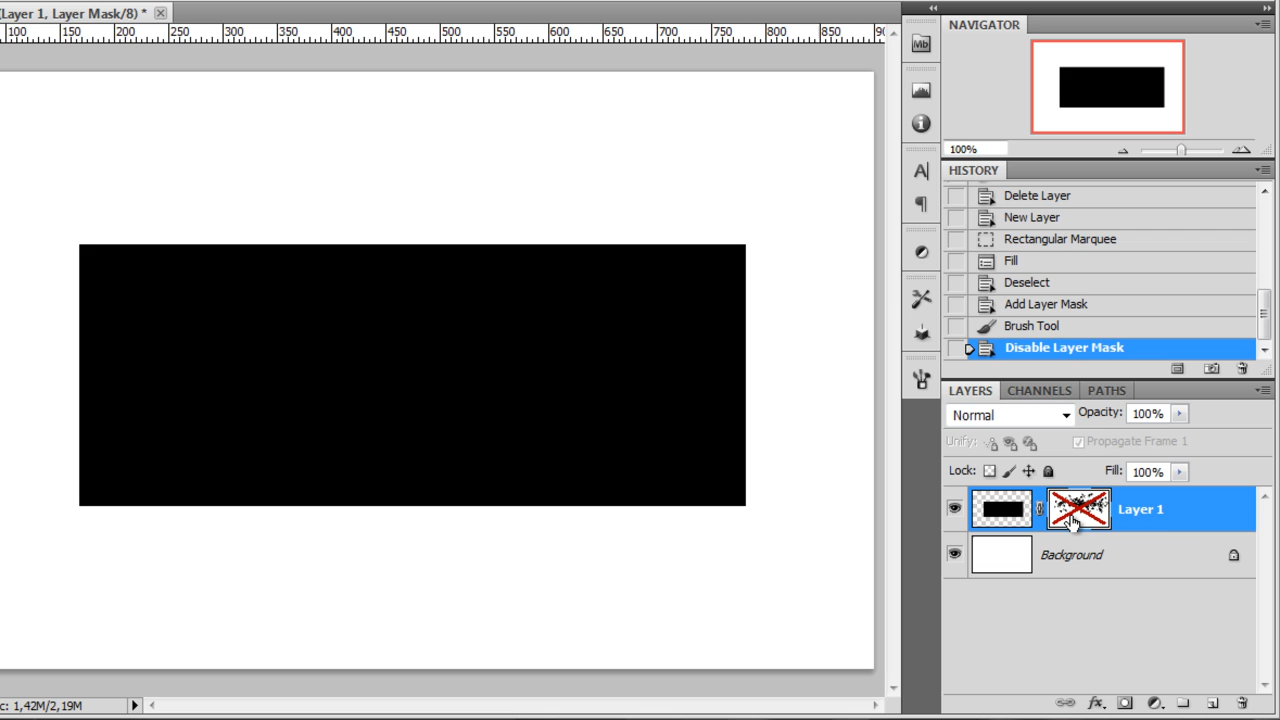 (Layer 1, Layer Mask/8) *
100 150 200 250 300 350 400 450 500 550 600 650 700 750 800 850 90
Mb
A
NAVIGATOR
100%
HISTORY
Delete Layer
New Layer
Rectangular Marquee
Fill
Deselect
Add Layer Mask
Brush Tool
Disable Layer Mask
LAYERS CHANNELS PATHS
Normal Opacity: 100%
Unify: Propagate Frame 1
Lock: Fill: 100%
Layer 1
Background
c: 1,42M/2,19M
fx